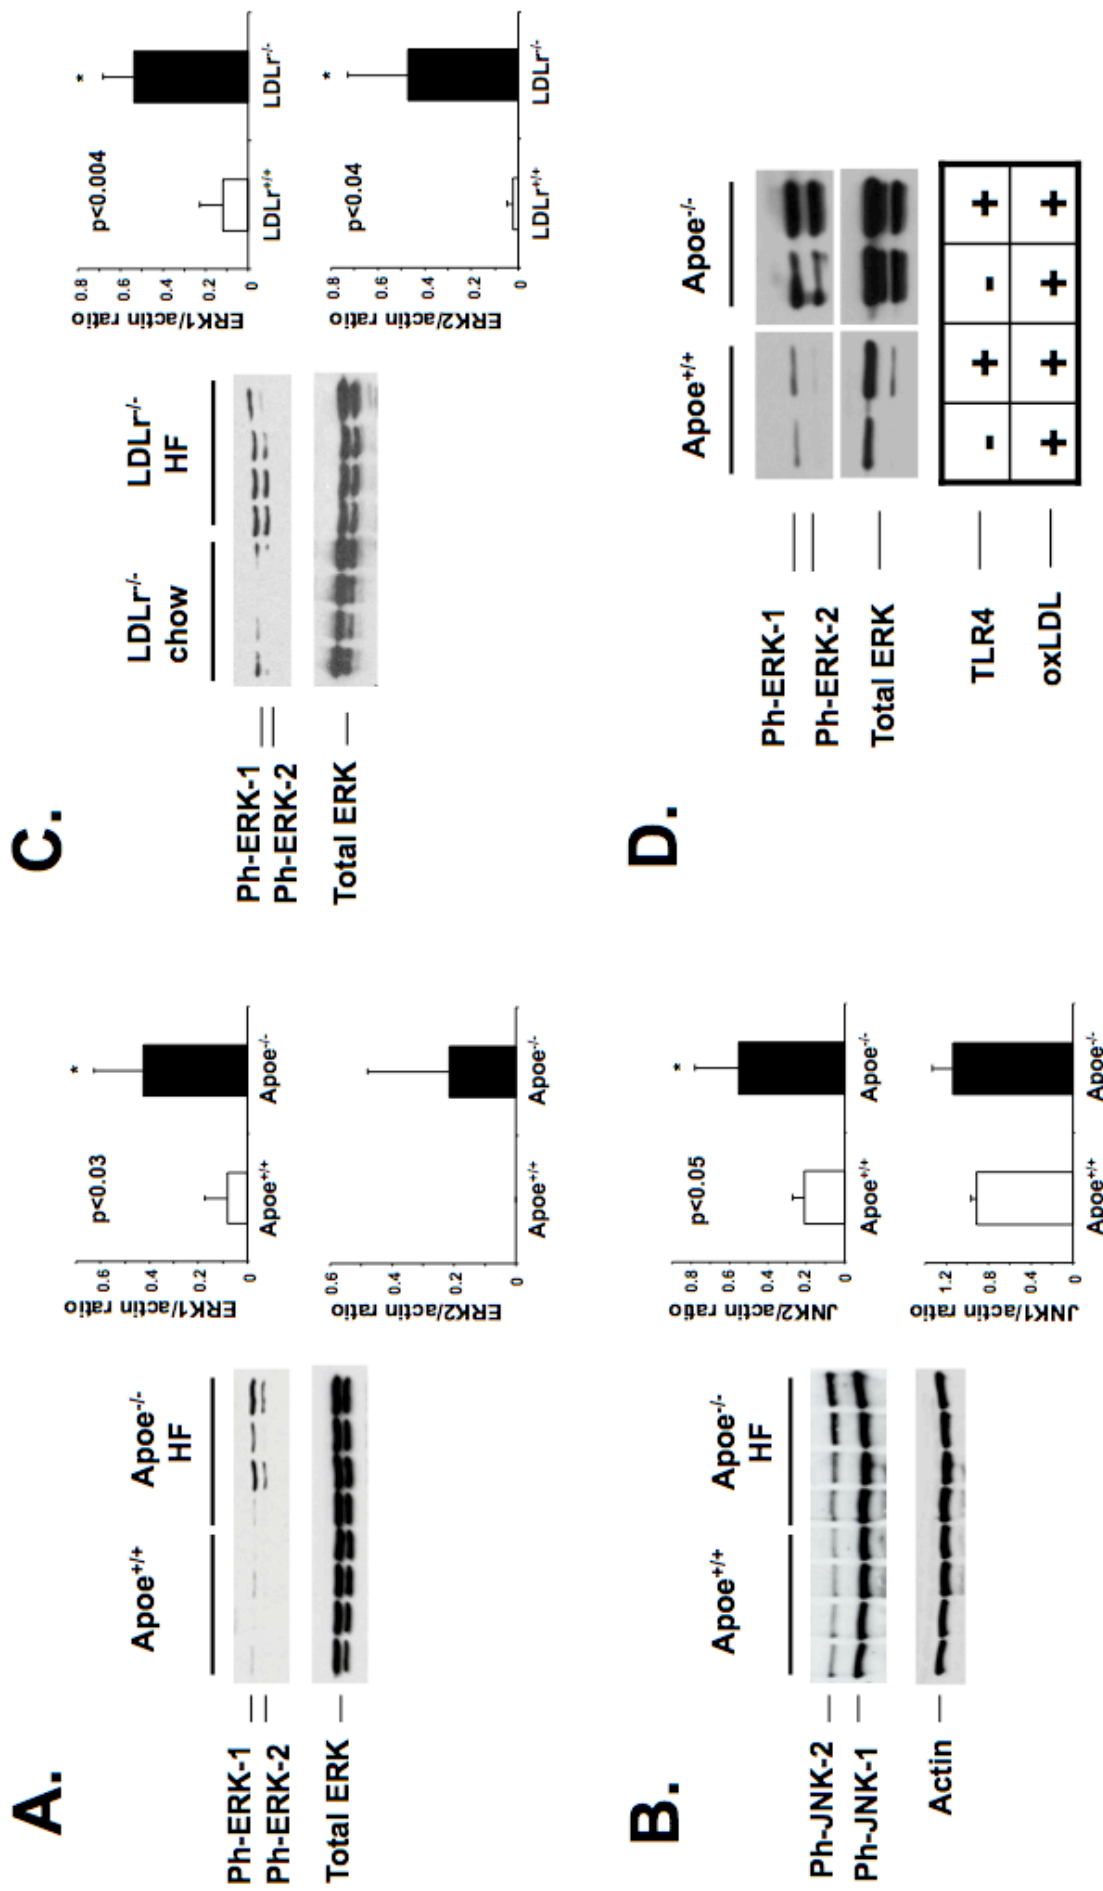 A.
Apoe+/+
Apoe-/-
HF
Ph-ERK-1
Ph-ERK-2
Total ERK
ERK1/actin ratio
0.6
0.4
0.2
0
p<0.03
*
Apoe+/+
Apoe-/-
ERK2/actin ratio
0.6
0.4
0.2
0
Apoe+/+
Apoe-/-
B.
Apoe+/+
Apoe-/-
HF
Ph-JNK-2
Ph-JNK-1
Actin
JNK2/actin ratio
0.8
0.6
0.4
0.2
0
p<0.05
*
Apoe+/+
Apoe-/-
JNK1/actin ratio
1.2
0.8
0.4
0
Apoe+/+
Apoe-/-
C.
LDLr-/-
chow
LDLr-/-
HF
Ph-ERK-1
Ph-ERK-2
Total ERK
ERK1/actin ratio
0.8
0.6
0.4
0.2
0
p<0.004
*
LDLr+/+
LDLr-/-
ERK2/actin ratio
0.8
0.6
0.4
0.2
0
p<0.04
*
LDLr+/+
LDLr-/-
D.
Apoe+/+
Apoe-/-
Ph-ERK-1
Ph-ERK-2
Total ERK
TLR4 - + - +
oxLDL + + + +